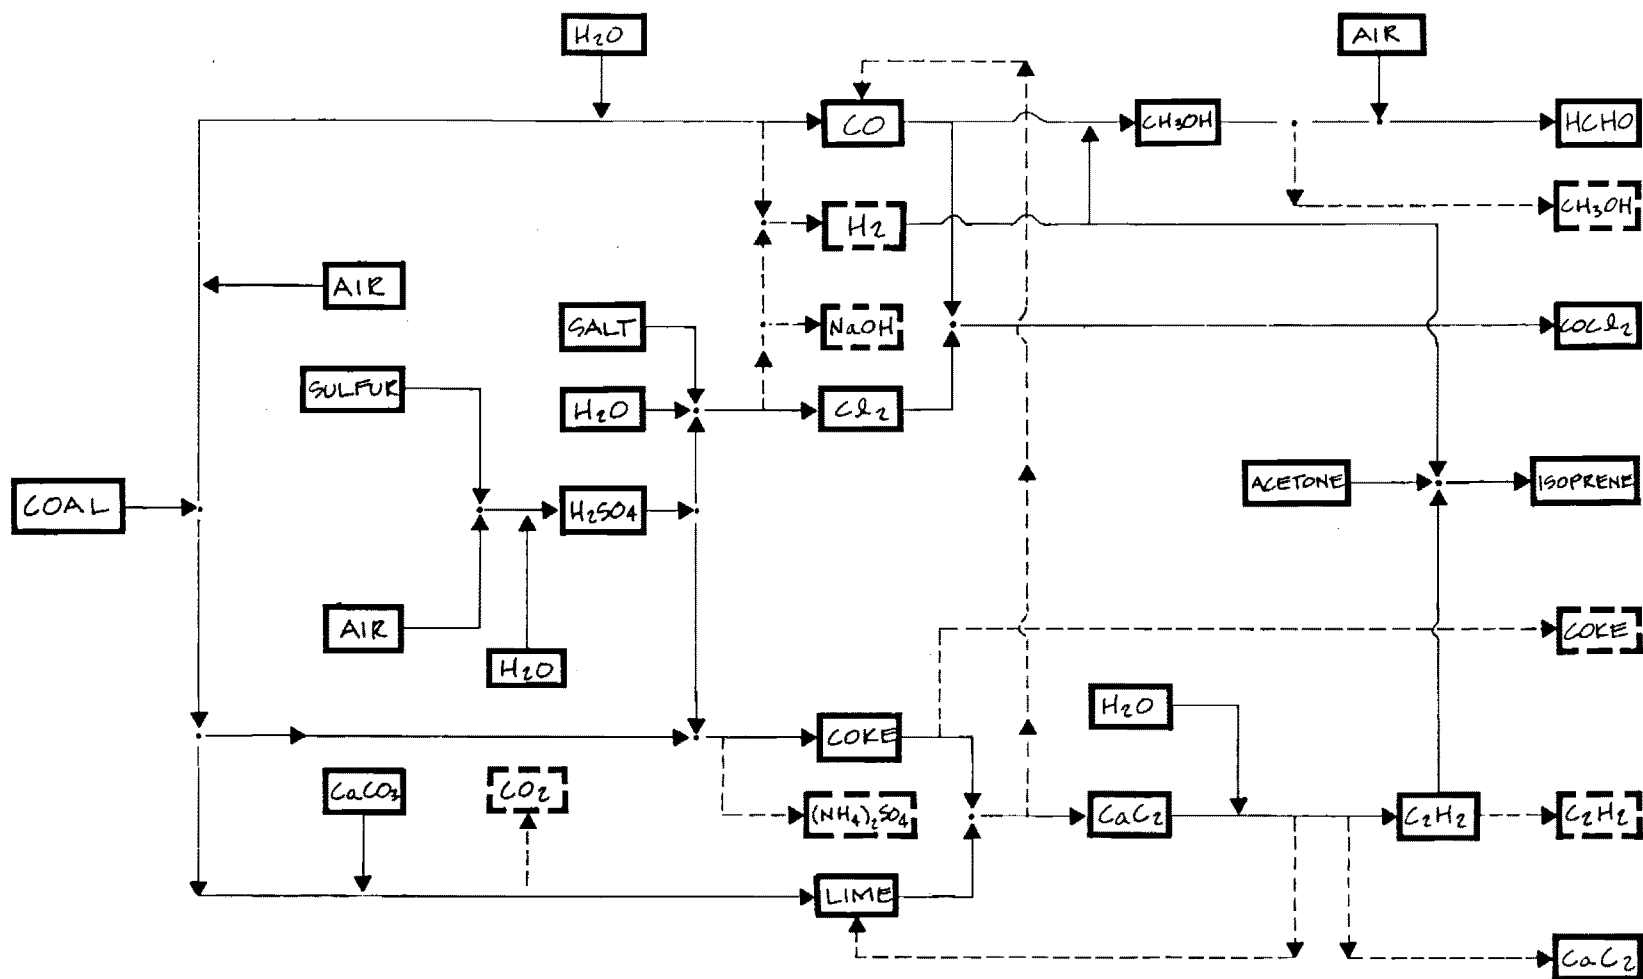 H2O
AIR
CO
CH3OH
HCHO
CH3OH
H2
AIR
SALT
NaOH
COCl2
SULFUR
H2O
Cl2
COAL
H2SO4
ACETONE
ISOPRENE
AIR
H2O
COKE
H2O
COKE
CaCO3
CO2
(NH4)2SO4
CaC2
C2H2
C2H2
LIME
CaC2